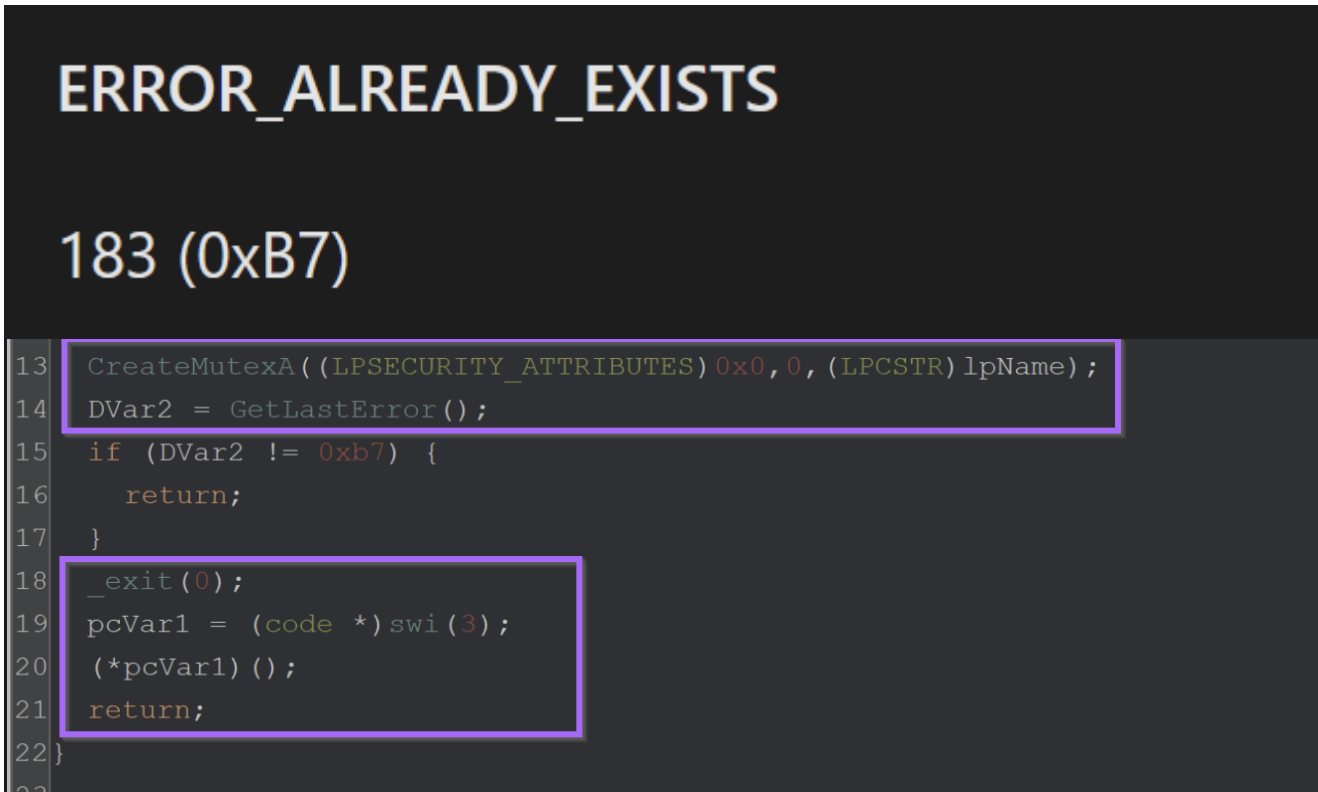 ERROR_ALREADY_EXISTS
183 (0xB7)
13 CreateMutexA((LPSECURITY_ATTRIBUTES)0x0,0,(LPCSTR)lpName);
14 DVar2 = GetLastError();
15 if (DVar2 != 0xb7) {
16 return;
17 }
18 _exit(0);
19 pcVar1 = (code *)swi(3);
20 (*pcVar1)();
21 return;
22 }